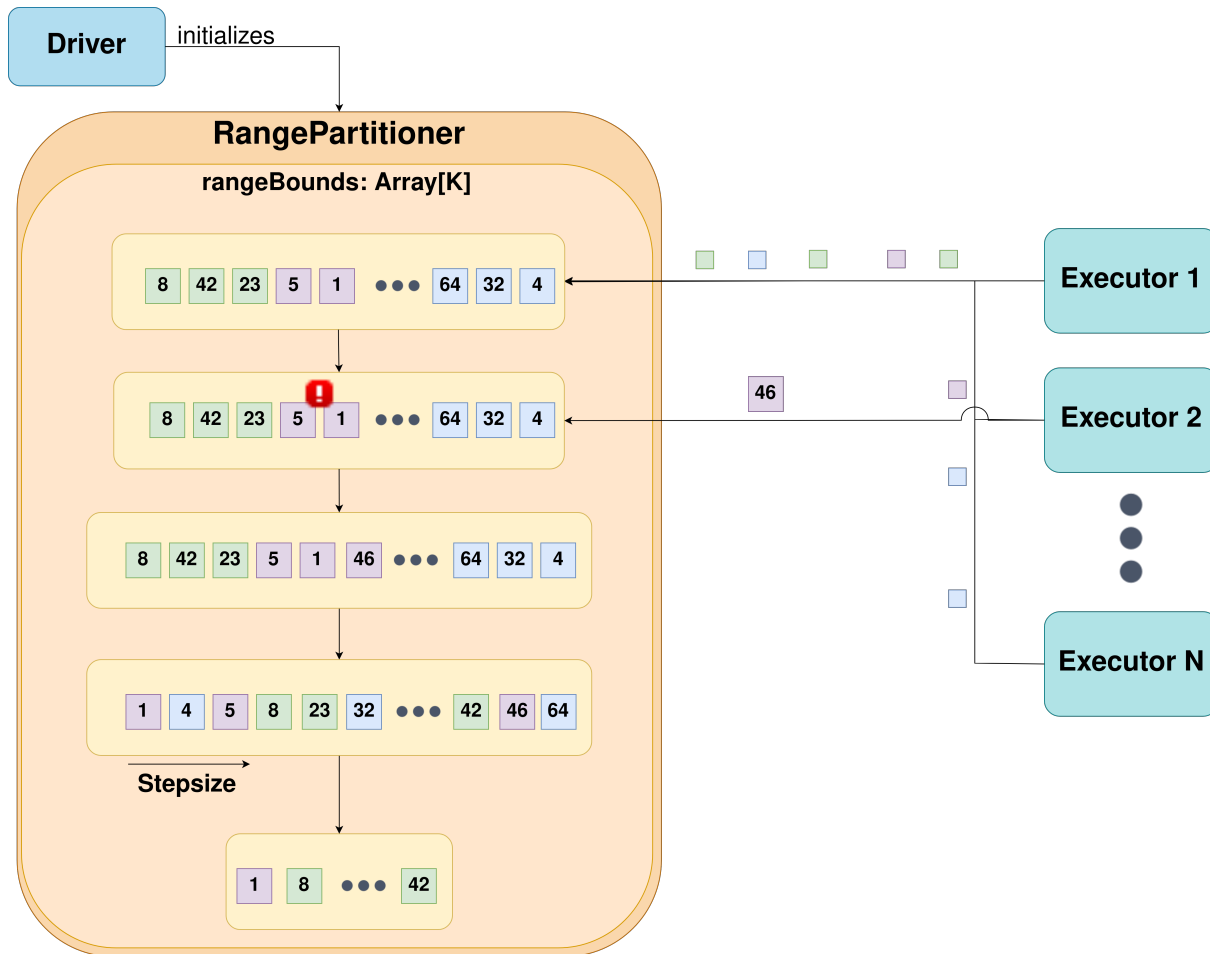 Driver
initializes
RangePartitioner
rangeBounds: Array[K]
8 42 23 5 1 64 32 4
Executor 1
46
8 42 23 5 1 64 32 4
Executor 2
8 42 23 5 1 46 64 32 4
Executor N
1 4 5 8 23 32 42 46 64
Stepsize
1 8 42